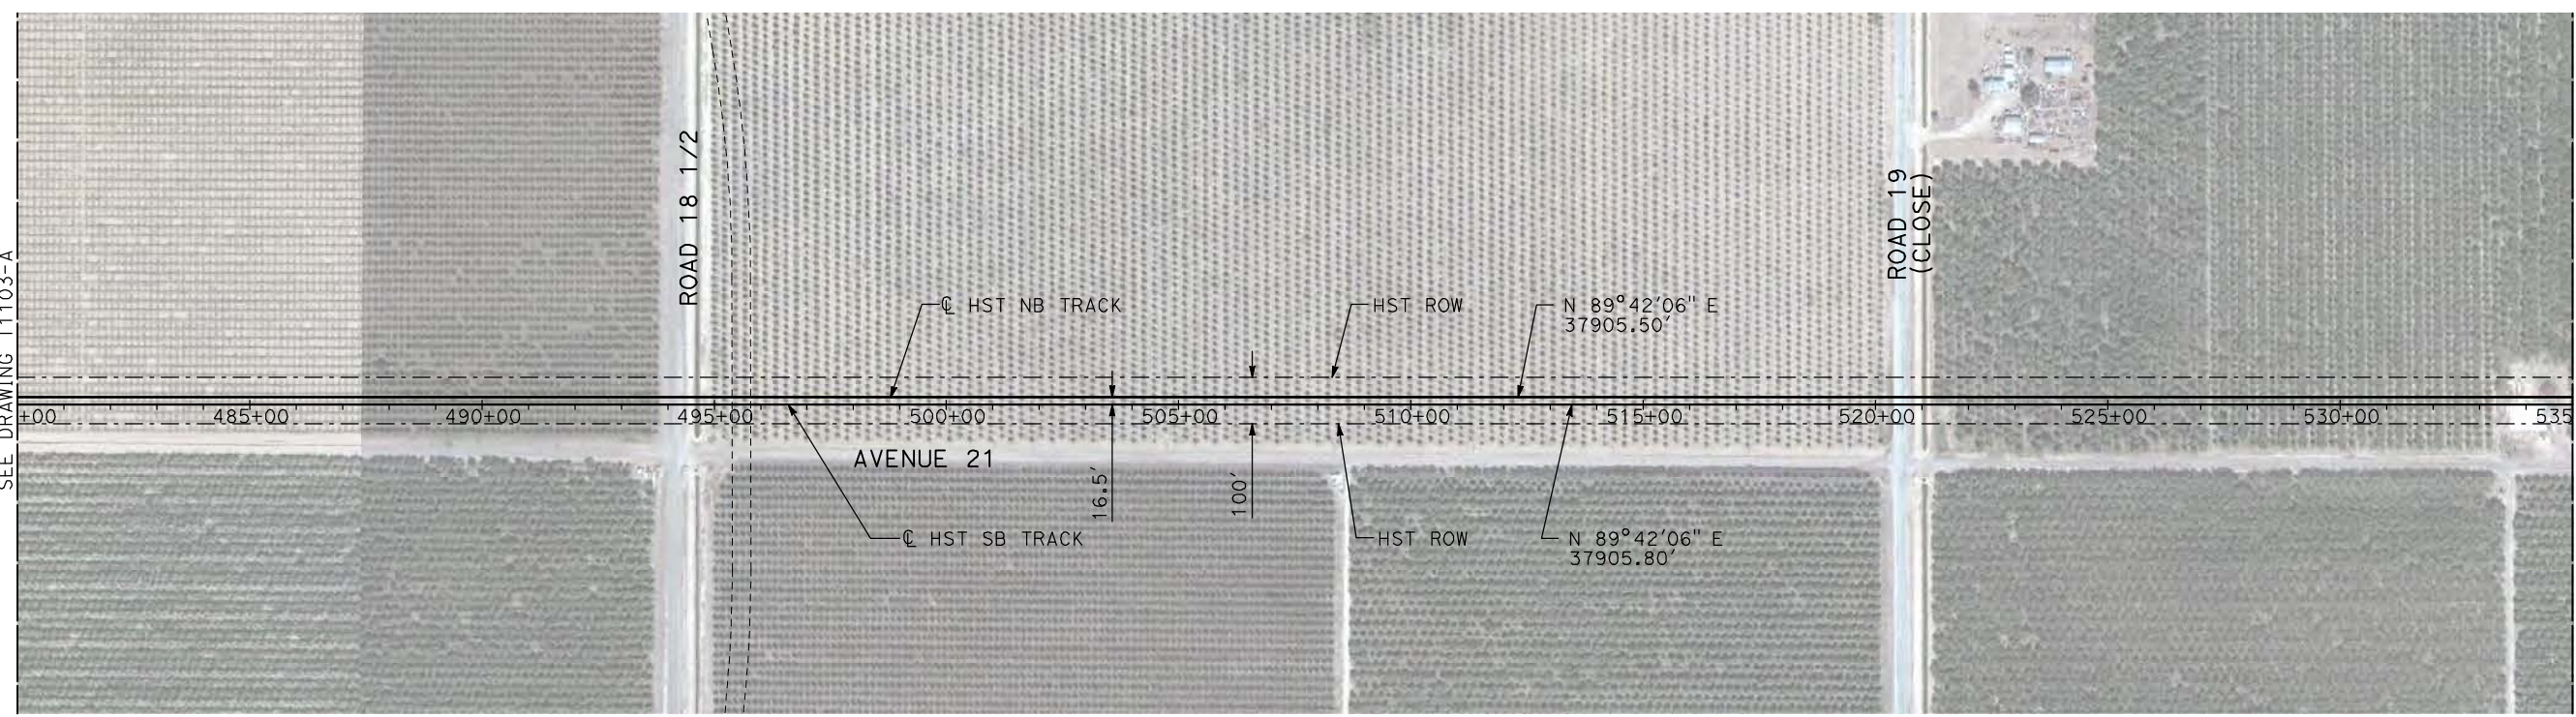 SEE DRAWING T1103-A
ROAD 18 1/2
ROAD 19
(CLOSE)
℄ HST NB TRACK
HST ROW
N 89°42'06" E
37905.50'
+00
485+00
490+00
495+00
500+00
505+00
510+00
515+00
520+00
525+00
530+00
535
AVENUE 21
16.5'
100'
℄ HST SB TRACK
HST ROW
N 89°42'06" E
37905.80'